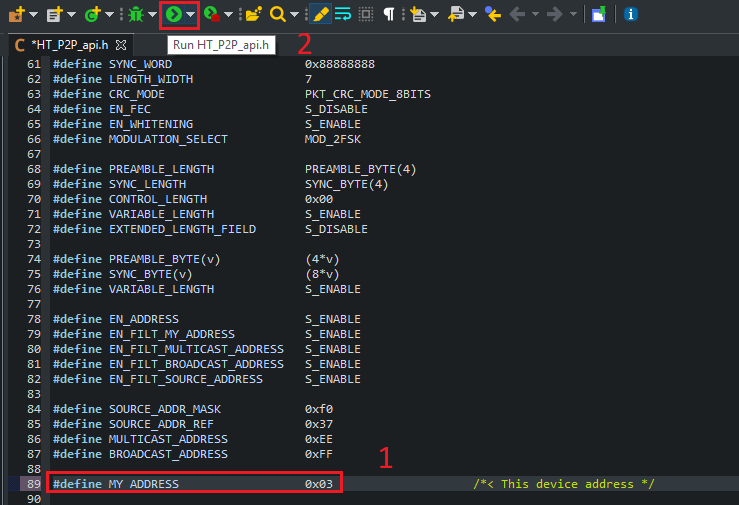 Run HT_P2P_api.h
2
*HT_P2P_api.h
61 #define SYNC_WORD 0x88888888
62 #define LENGTH_WIDTH 7
63 #define CRC_MODE PKT_CRC_MODE_8BITS
64 #define EN_FEC S_DISABLE
65 #define EN_WHITENING S_ENABLE
66 #define MODULATION_SELECT MOD_2FSK
67
68 #define PREAMBLE_LENGTH PREAMBLE_BYTE(4)
69 #define SYNC_LENGTH SYNC_BYTE(4)
70 #define CONTROL_LENGTH 0x00
71 #define VARIABLE_LENGTH S_ENABLE
72 #define EXTENDED_LENGTH_FIELD S_DISABLE
73
74 #define PREAMBLE_BYTE(v) (4*v)
75 #define SYNC_BYTE(v) (8*v)
76 #define VARIABLE_LENGTH S_ENABLE
77
78 #define EN_ADDRESS S_ENABLE
79 #define EN_FILT_MY_ADDRESS S_ENABLE
80 #define EN_FILT_MULTICAST_ADDRESS S_ENABLE
81 #define EN_FILT_BROADCAST_ADDRESS S_ENABLE
82 #define EN_FILT_SOURCE_ADDRESS S_ENABLE
83
84 #define SOURCE_ADDR_MASK 0xf0
85 #define SOURCE_ADDR_REF 0x37
86 #define MULTICAST_ADDRESS 0xEE
87 #define BROADCAST_ADDRESS 0xFF
1
88
89 #define MY_ADDRESS 0x03 /*< This device address */
90